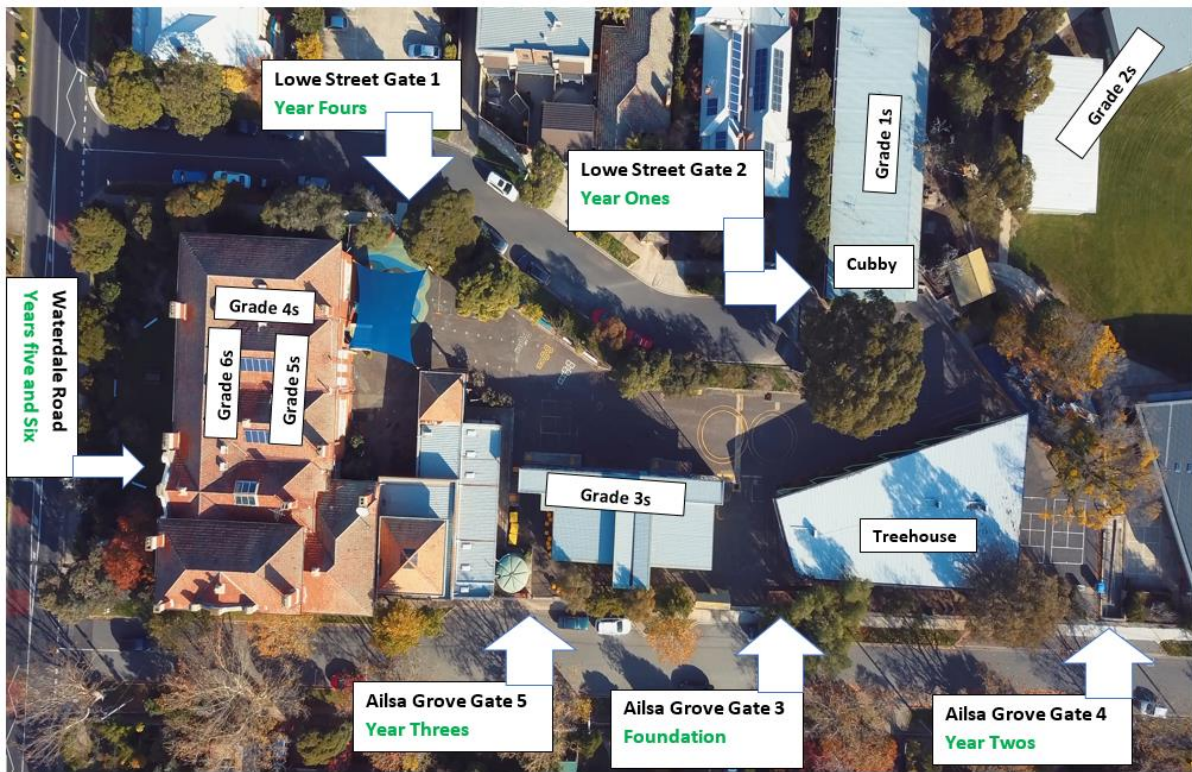 Lowe Street Gate 1
Year Fours
Lowe Street Gate 2
Year Ones
Grade 1s
Grade 2s
Cubby
Waterdale Road
Years five and Six
Grade 4s
Grade 6s
Grade 5s
Grade 3s
Treehouse
Ailsa Grove Gate 5
Year Threes
Ailsa Grove Gate 3
Foundation
Ailsa Grove Gate 4
Year Twos